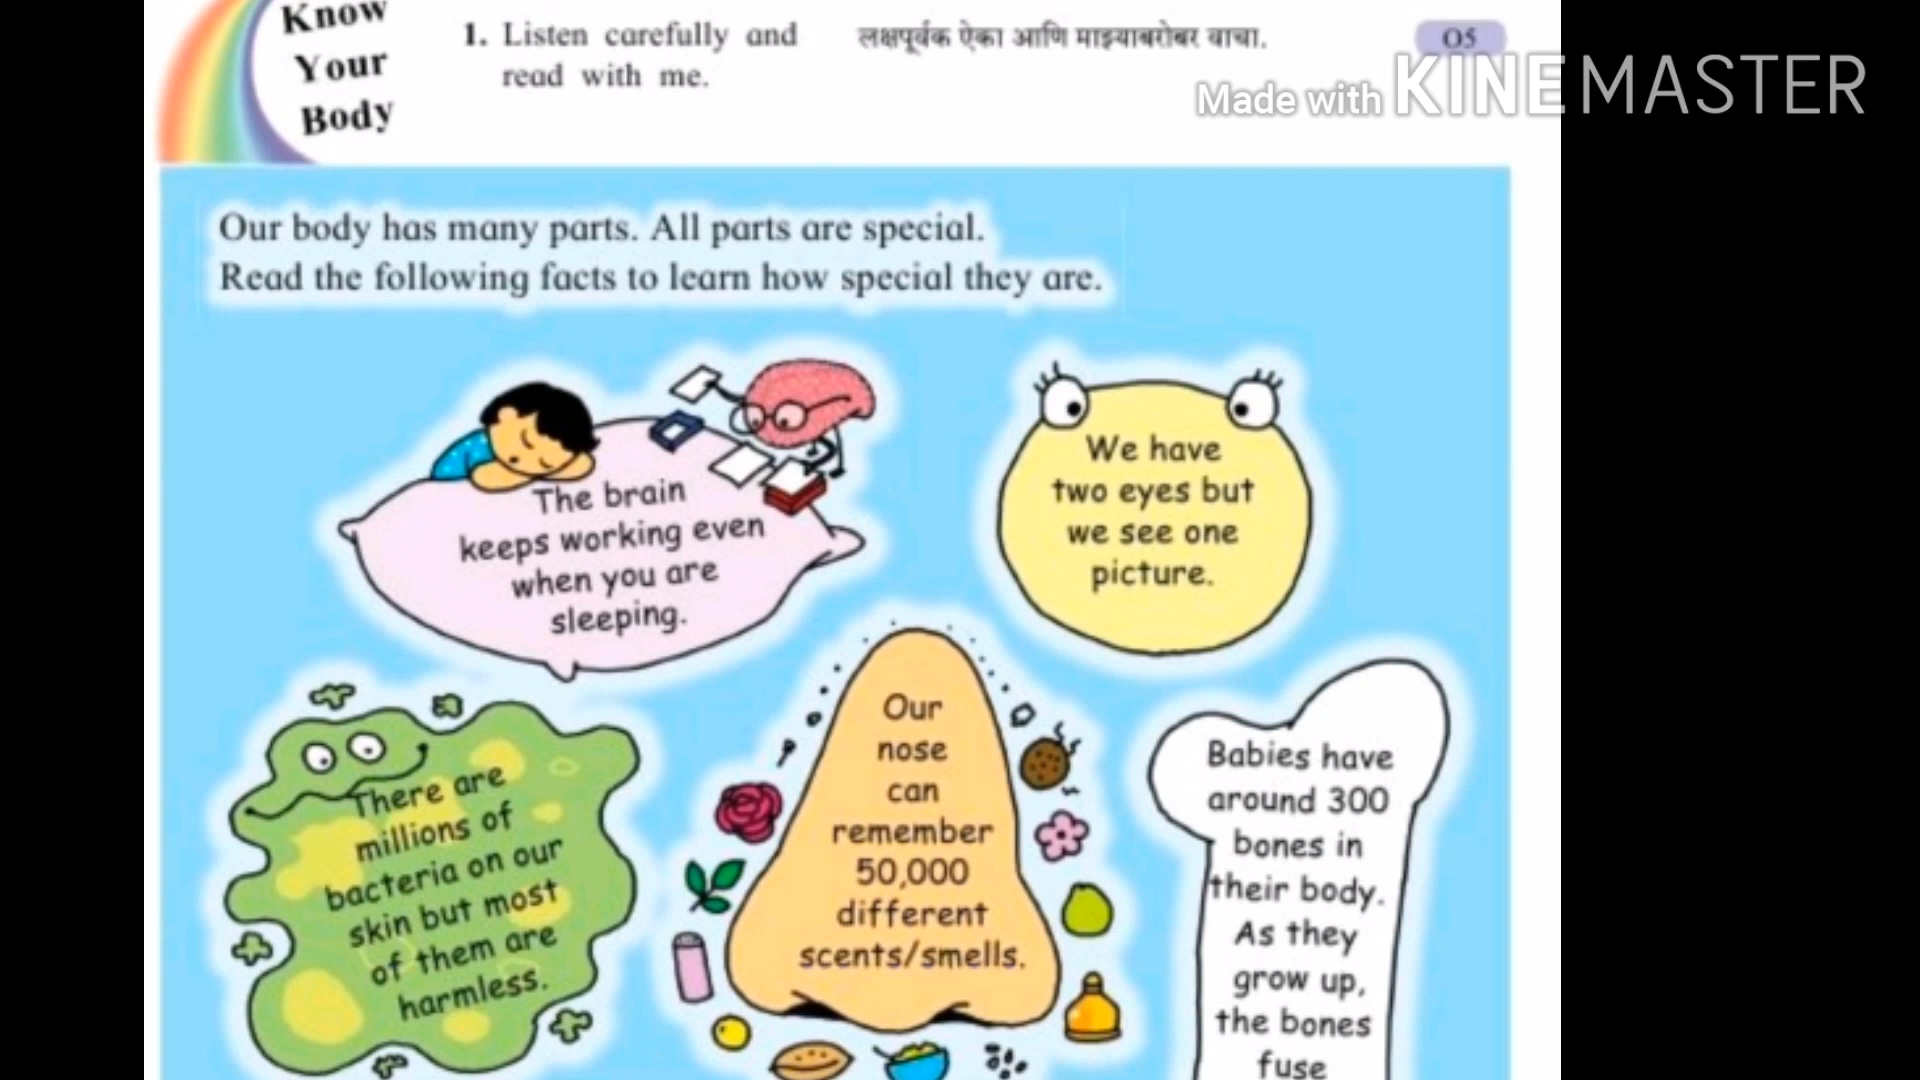 Know
Your
Body
1. Listen carefully and
read with me.
लक्षपूर्वक ऐका आणि माझ्याबरोबर वाचा.
O5
Made with KINEMASTER
Our body has many parts. All parts are special.
Read the following facts to learn how special they are.
The brain
keeps working even
when you are
sleeping.
We have
two eyes but
we see one
picture.
There are
millions of
bacteria on our
skin but most
of them are
harmless.
Our
nose
can
remember
50,000
different
scents/smells.
Babies have
around 300
bones in
their body.
As they
grow up,
the bones
fuse